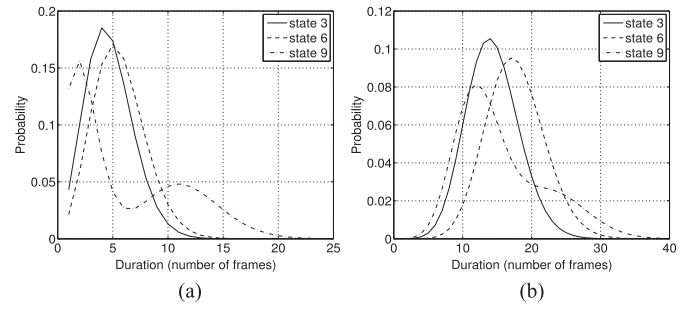 0.2
0.15
0.1
0.05
0
Probability
state 3
state 6
state 9
0 5 10 15 20 25
Duration (number of frames)
(a)
0.12
0.1
0.08
0.06
0.04
0.02
0
Probability
state 3
state 6
state 9
0 10 20 30 40
Duration (number of frames)
(b)